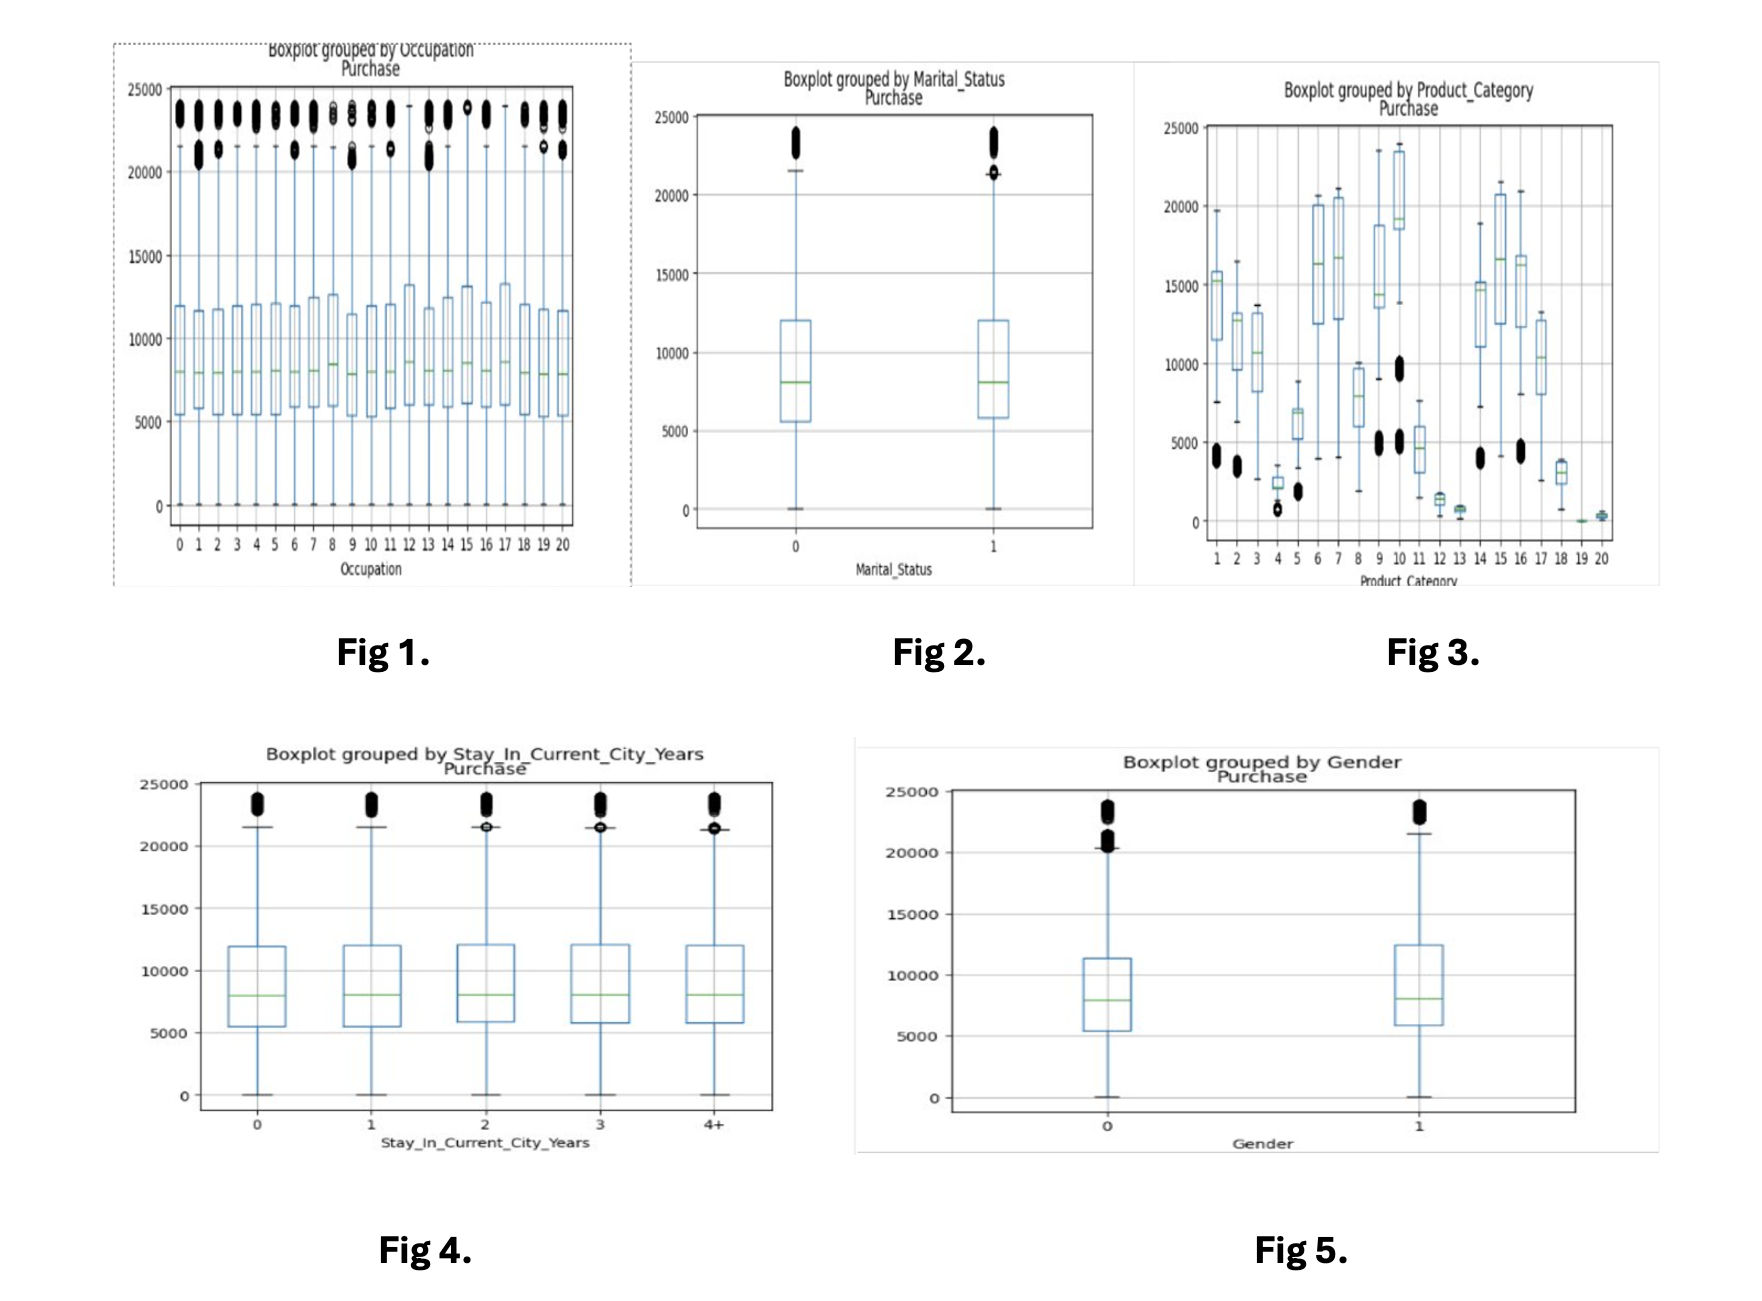 Boxplot grouped by Occupation
Purchase
25000
20000
15000
10000
5000
0
0 1 2 3 4 5 6 7 8 9 10 11 12 13 14 15 16 17 18 19 20
Occupation
Boxplot grouped by Marital_Status
Purchase
25000
20000
15000
10000
5000
0
0 1
Marital_Status
Boxplot grouped by Product_Category
Purchase
25000
20000
15000
10000
5000
0
1 2 3 4 5 6 7 8 9 10 11 12 13 14 15 16 17 18 19 20
Product_Category
Fig 1.
Fig 2.
Fig 3.
Boxplot grouped by Stay_In_Current_City_Years
Purchase
25000
20000
15000
10000
5000
0
0 1 2 3 4+
Stay_In_Current_City_Years
Boxplot grouped by Gender
Purchase
25000
20000
15000
10000
5000
0
0 1
Gender
Fig 4.
Fig 5.